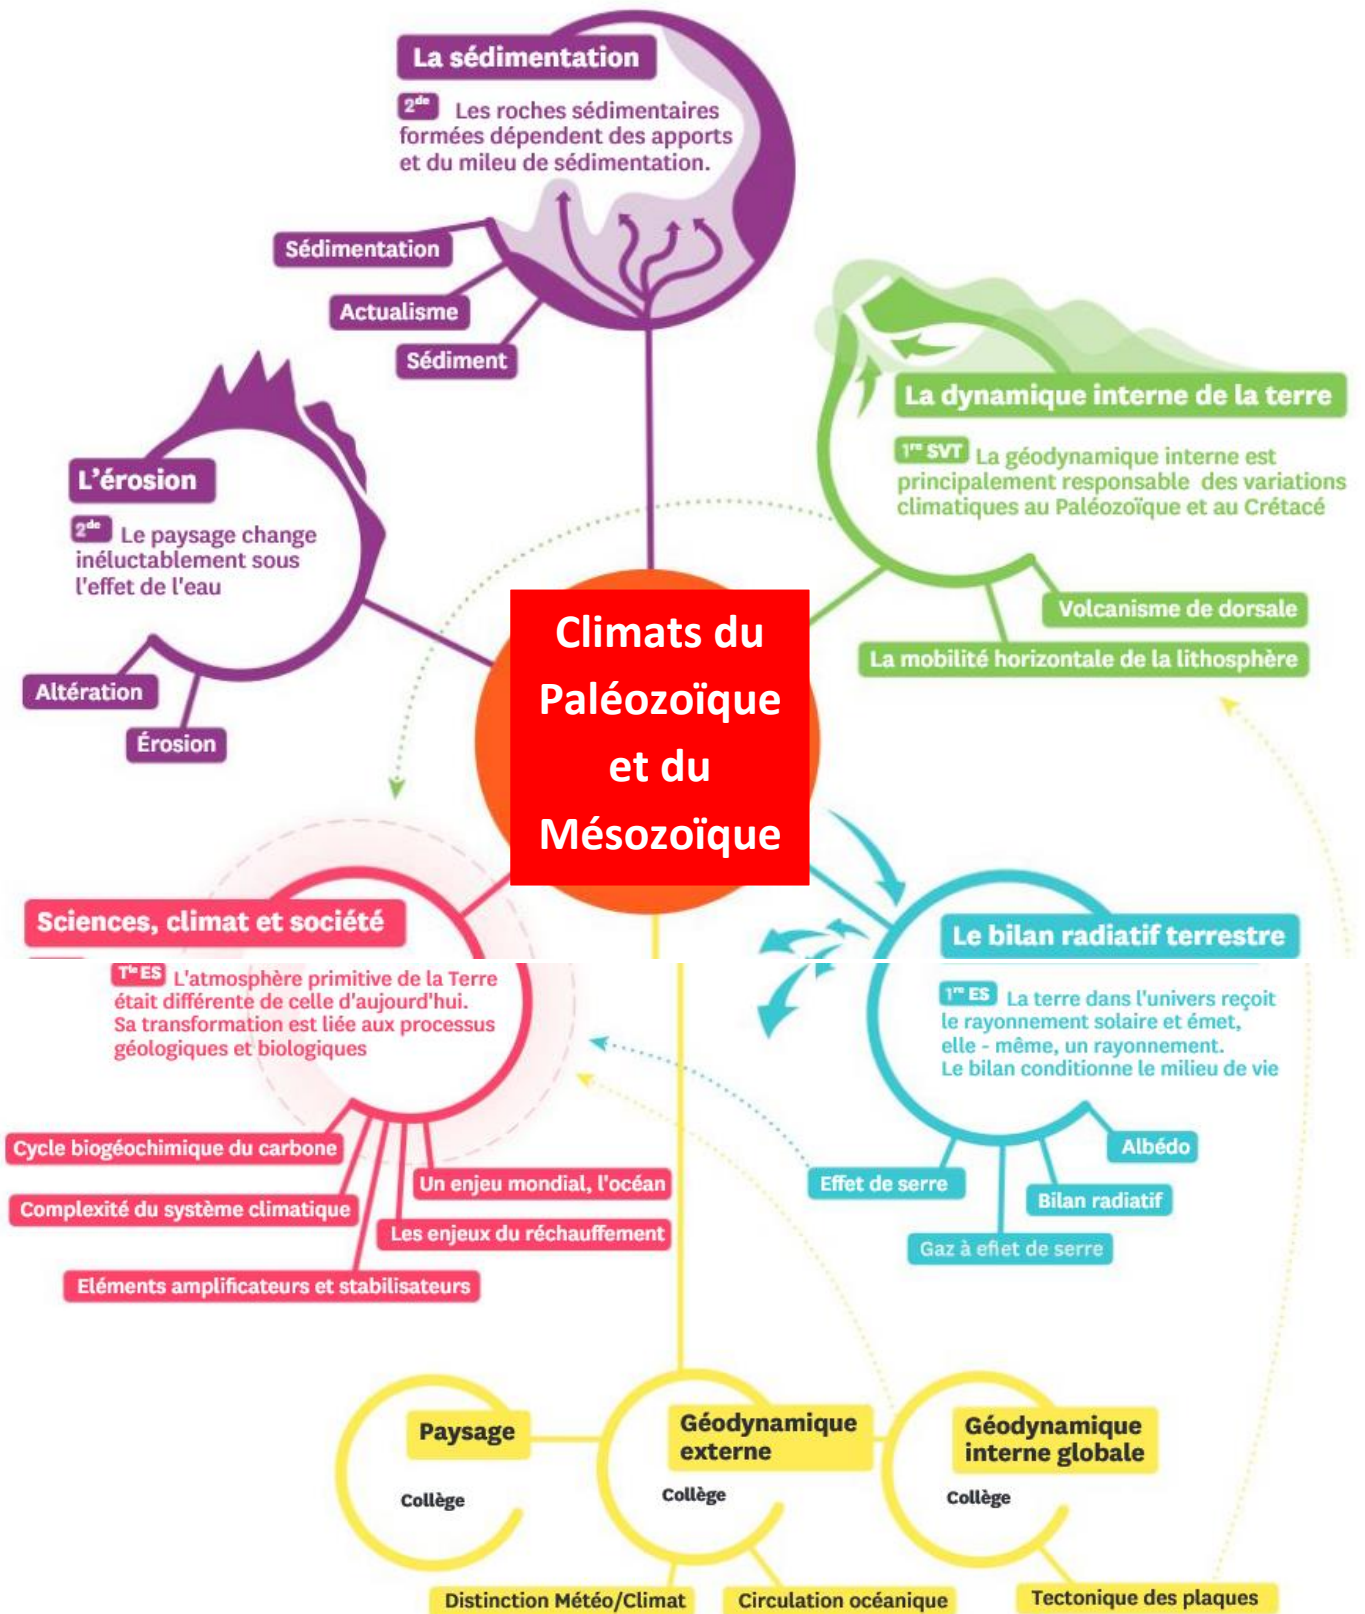 La sédimentation
2de Les roches sédimentaires
formées dépendent des apports
et du mileu de sédimentation.
Sédimentation
Actualisme
Sédiment
La dynamique interne de la terre
1re SVT La géodynamique interne est
principalement responsable des variations
climatiques au Paléozoïque et au Crétacé
Volcanisme de dorsale
La mobilité horizontale de la lithosphère
L'érosion
2de Le paysage change
inéluctablement sous
l'effet de l'eau
Altération
Érosion
Climats du
Paléozoïque
et du
Mésozoïque
Sciences, climat et société
Tle ES L'atmosphère primitive de la Terre
était différente de celle d'aujourd'hui.
Sa transformation est liée aux processus
géologiques et biologiques
Cycle biogéochimique du carbone
Complexité du système climatique
Eléments amplificateurs et stabilisateurs
Un enjeu mondial, l'océan
Les enjeux du réchauffement
Le bilan radiatif terrestre
1re ES La terre dans l'univers reçoit
le rayonnement solaire et émet,
elle - même, un rayonnement.
Le bilan conditionne le milieu de vie
Albédo
Effet de serre
Bilan radiatif
Gaz à effet de serre
Paysage
Collège
Géodynamique
externe
Collège
Géodynamique
interne globale
Collège
Distinction Météo/Climat
Circulation océanique
Tectonique des plaques